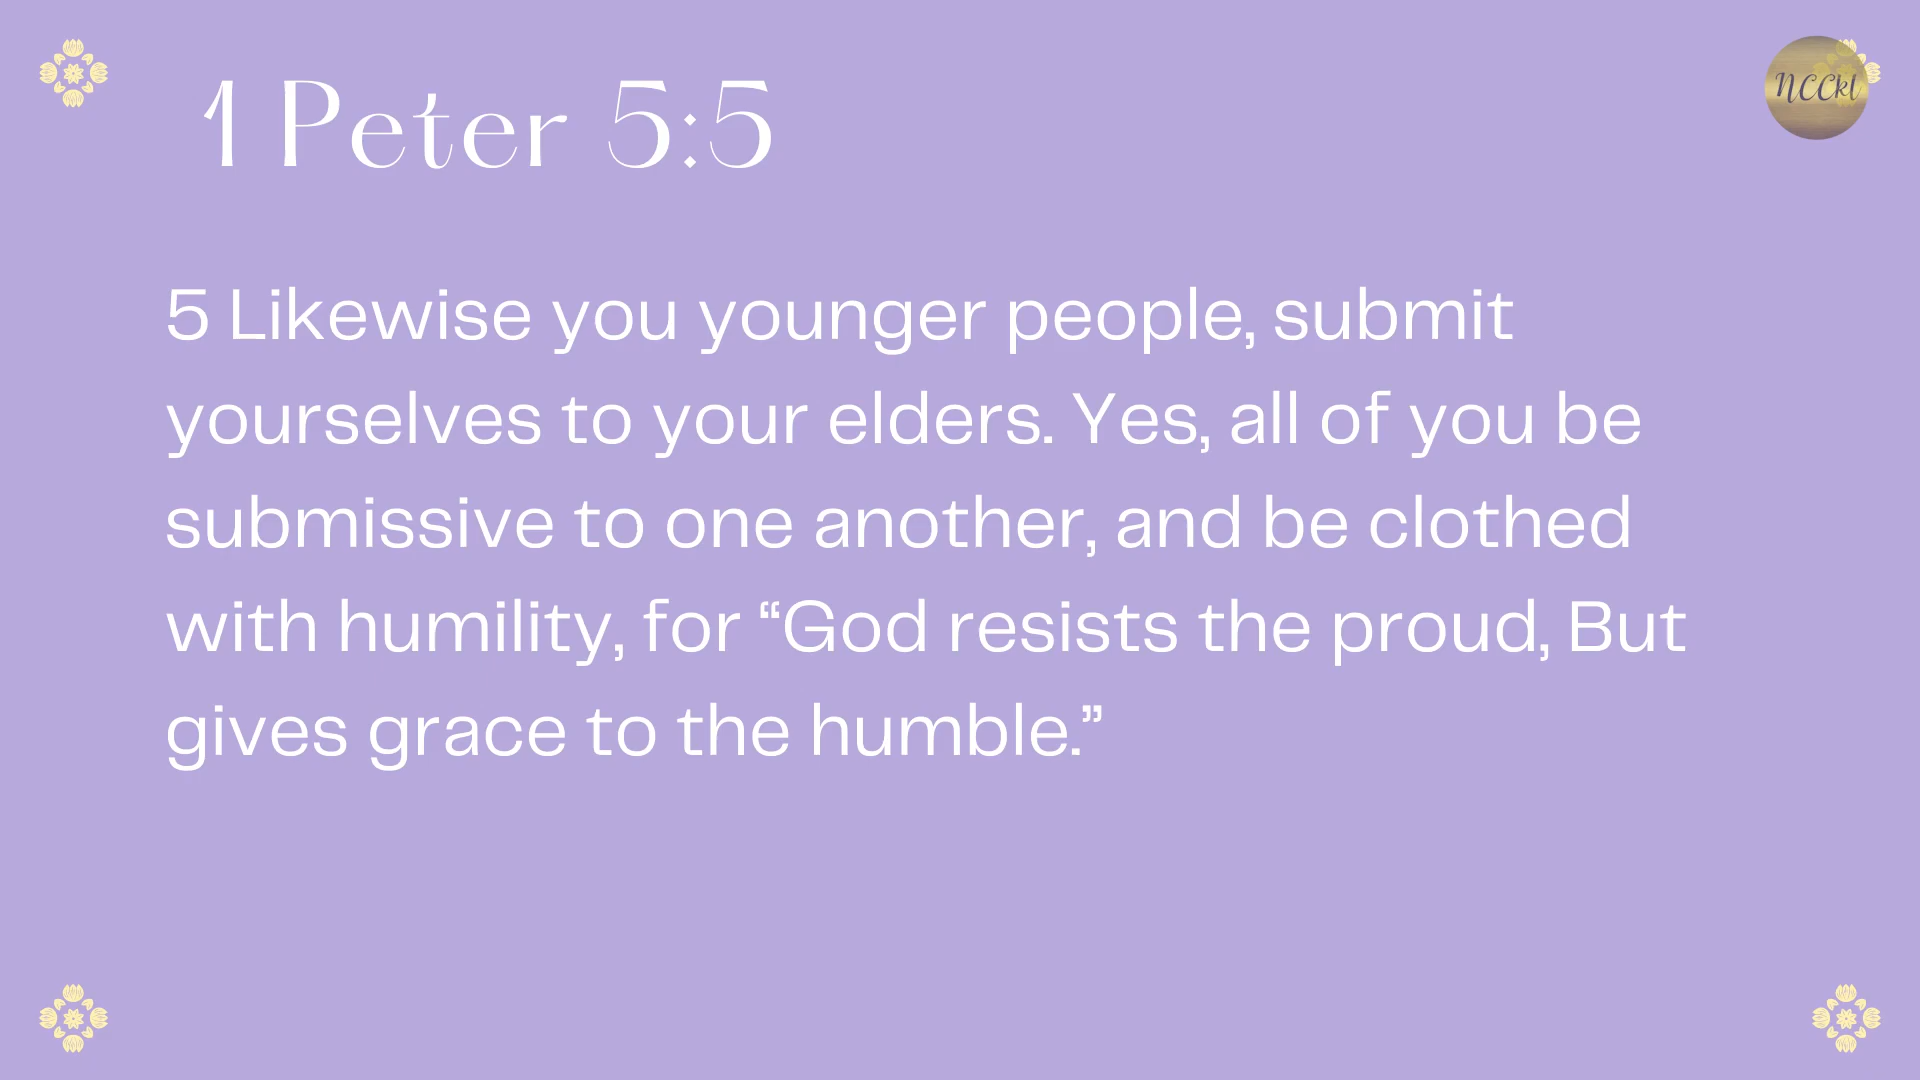 1 Peter 5:5
NCCkl
5 Likewise you younger people, submit
yourselves to your elders. Yes, all of you be
submissive to one another, and be clothed
with humility, for “God resists the proud, But
gives grace to the humble.”